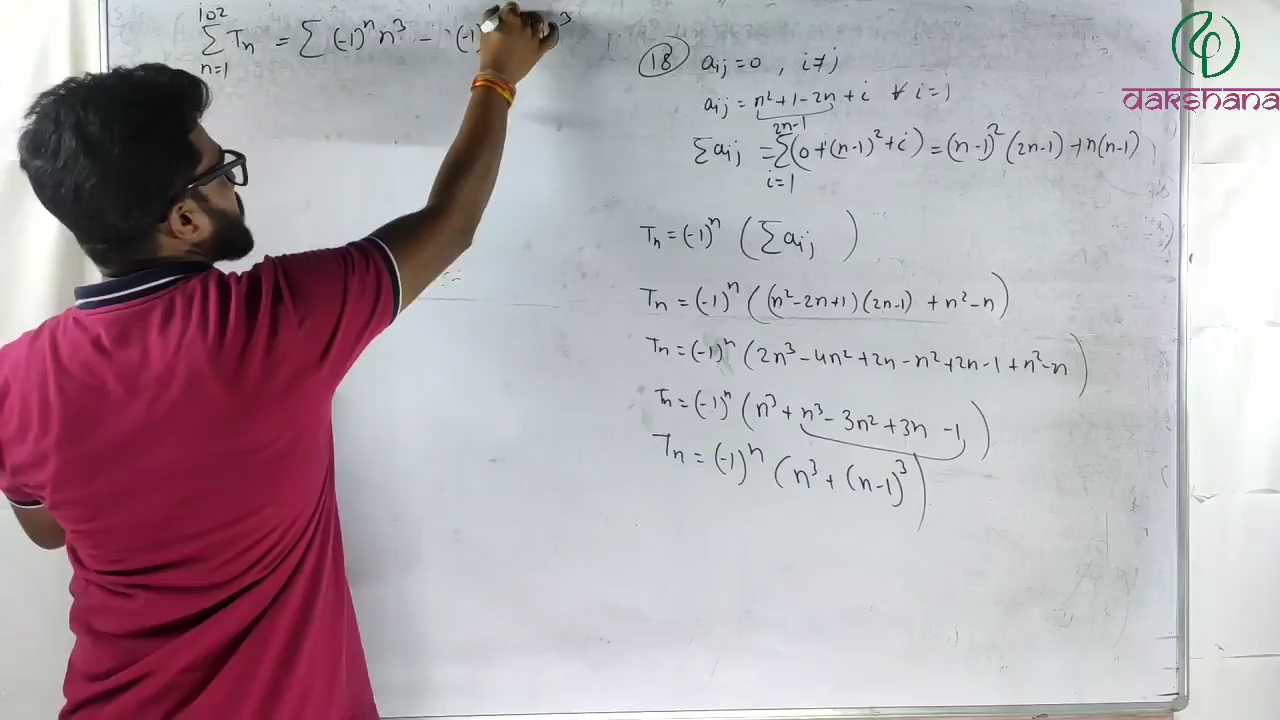 102
∑ Tₙ = ∑ (-1)ⁿ n³ - (-1) )³
n=1
18 aᵢⱼ = 0 , i ≠ j
aᵢⱼ = n² + 1 - 2n + i ∀ i = j
2n-1
∑ aᵢⱼ = ∑ (0 + (n-1)² + i) = (n-1)² (2n-1) + n(n-1)
i=1
Tₙ = (-1)ⁿ ( ∑ aᵢⱼ )
Tₙ = (-1)ⁿ ( (n² - 2n + 1) (2n-1) + n² - n )
Tₙ = (-1)ⁿ ( 2n³ - 4n² + 2n - n² + 2n - 1 + n² - n )
Tₙ = (-1)ⁿ ( n³ + n³ - 3n² + 3n - 1 )
Tₙ = (-1)ⁿ ( n³ + (n-1)³ )
dakshana